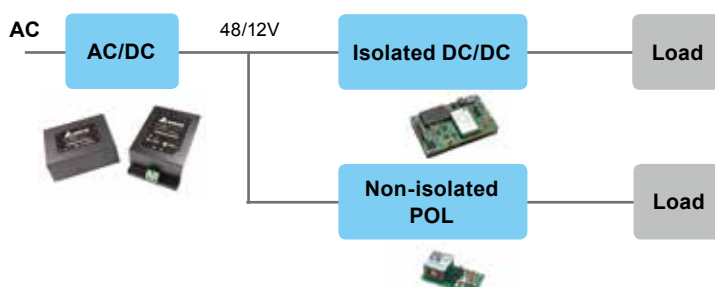 AC
AC/DC
48/12V
Isolated DC/DC
Load
Non-isolated
POL
Load